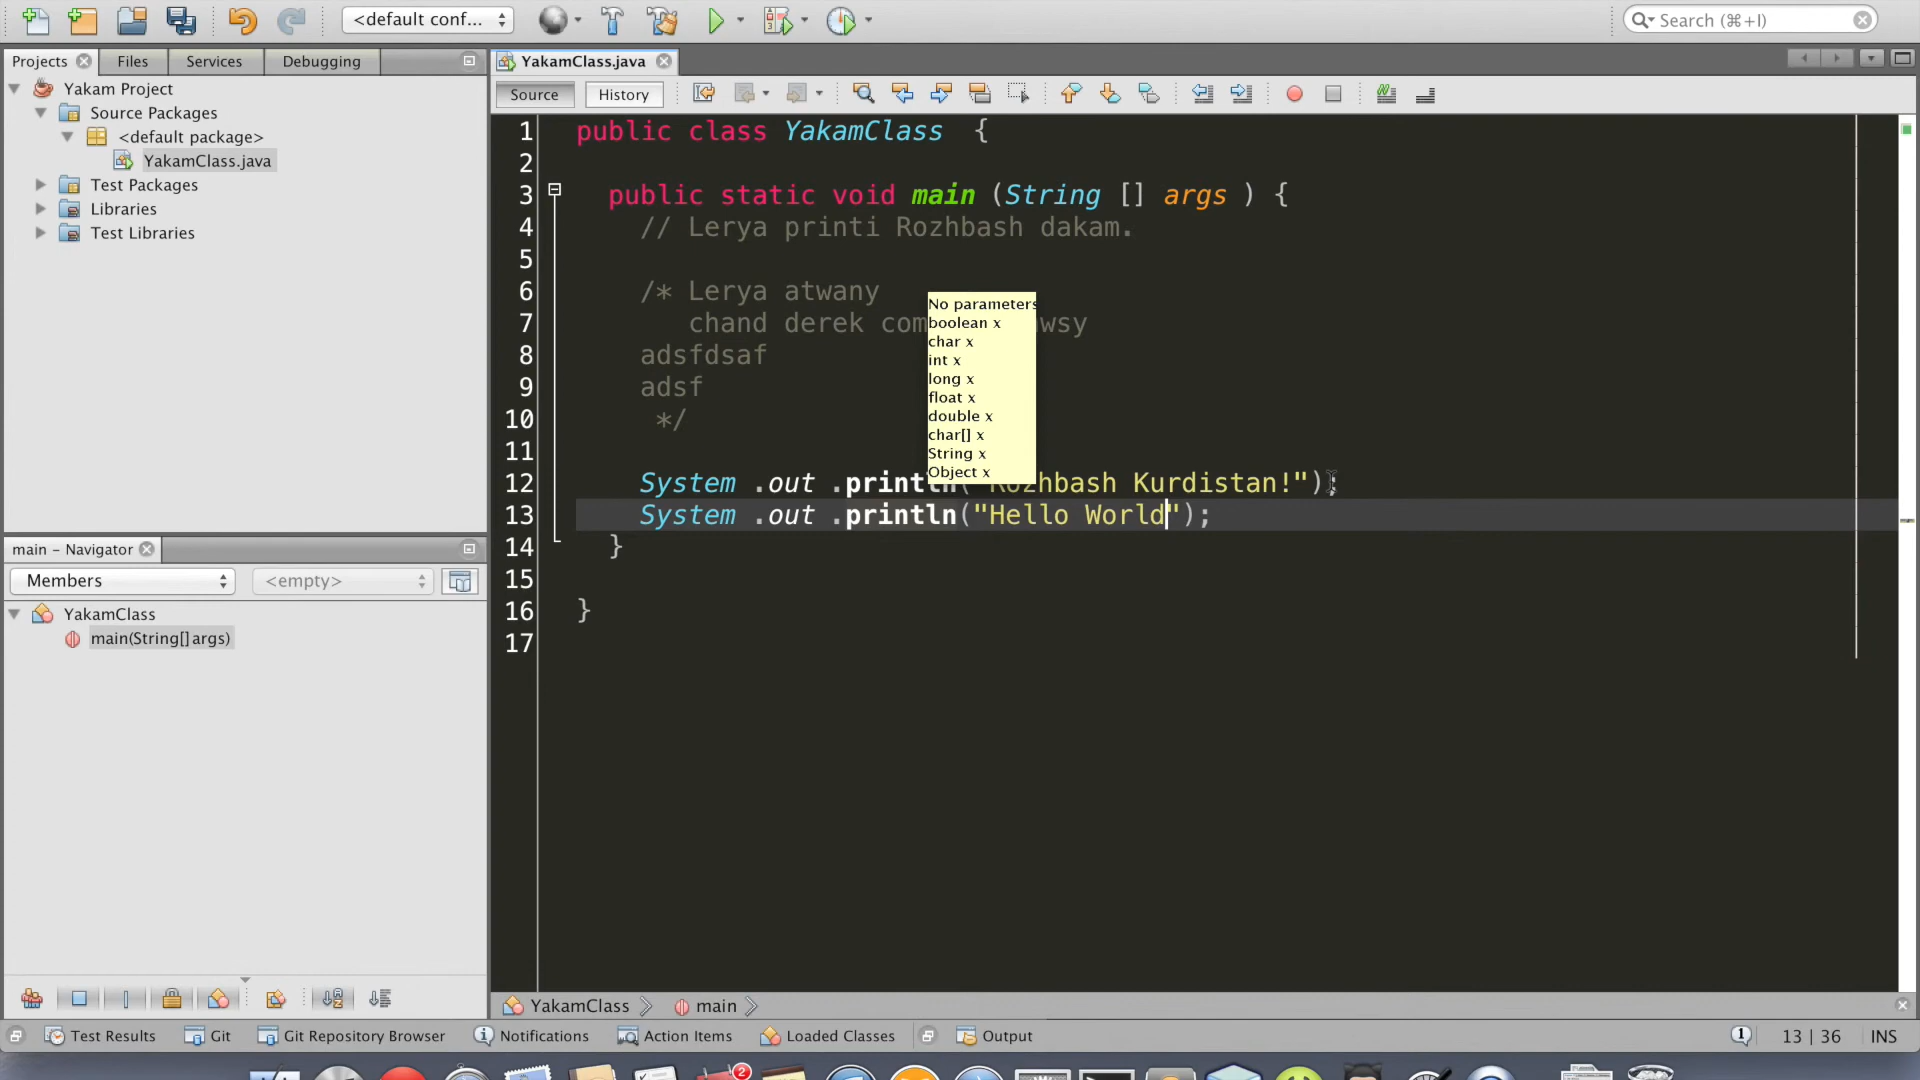 <default conf...
Search (⌘+I)
Projects
Files
Services
Debugging
Yakam Project
Source Packages
<default package>
YakamClass.java
Test Packages
Libraries
Test Libraries
YakamClass.java
Source
History
1 public class YakamClass  {
2
3 public static void main (String [] args ) {
4 // Lerya printi Rozhbash dakam.
5
6 /* Lerya atwany
7 chand derek com
8 adsfdsaf
9 adsf
10 */
11
12 System .out .println("Rozhbash Kurdistan!");
13 System .out .println("Hello World");
14 }
15
16 }
17
No parameters
boolean x
char x
int x
long x
float x
double x
char[] x
String x
Object x
main – Navigator
Members
<empty>
YakamClass
main(String[] args)
YakamClass
main
Test Results
Git
Git Repository Browser
Notifications
Action Items
Loaded Classes
Output
1
13 | 36
INS
2